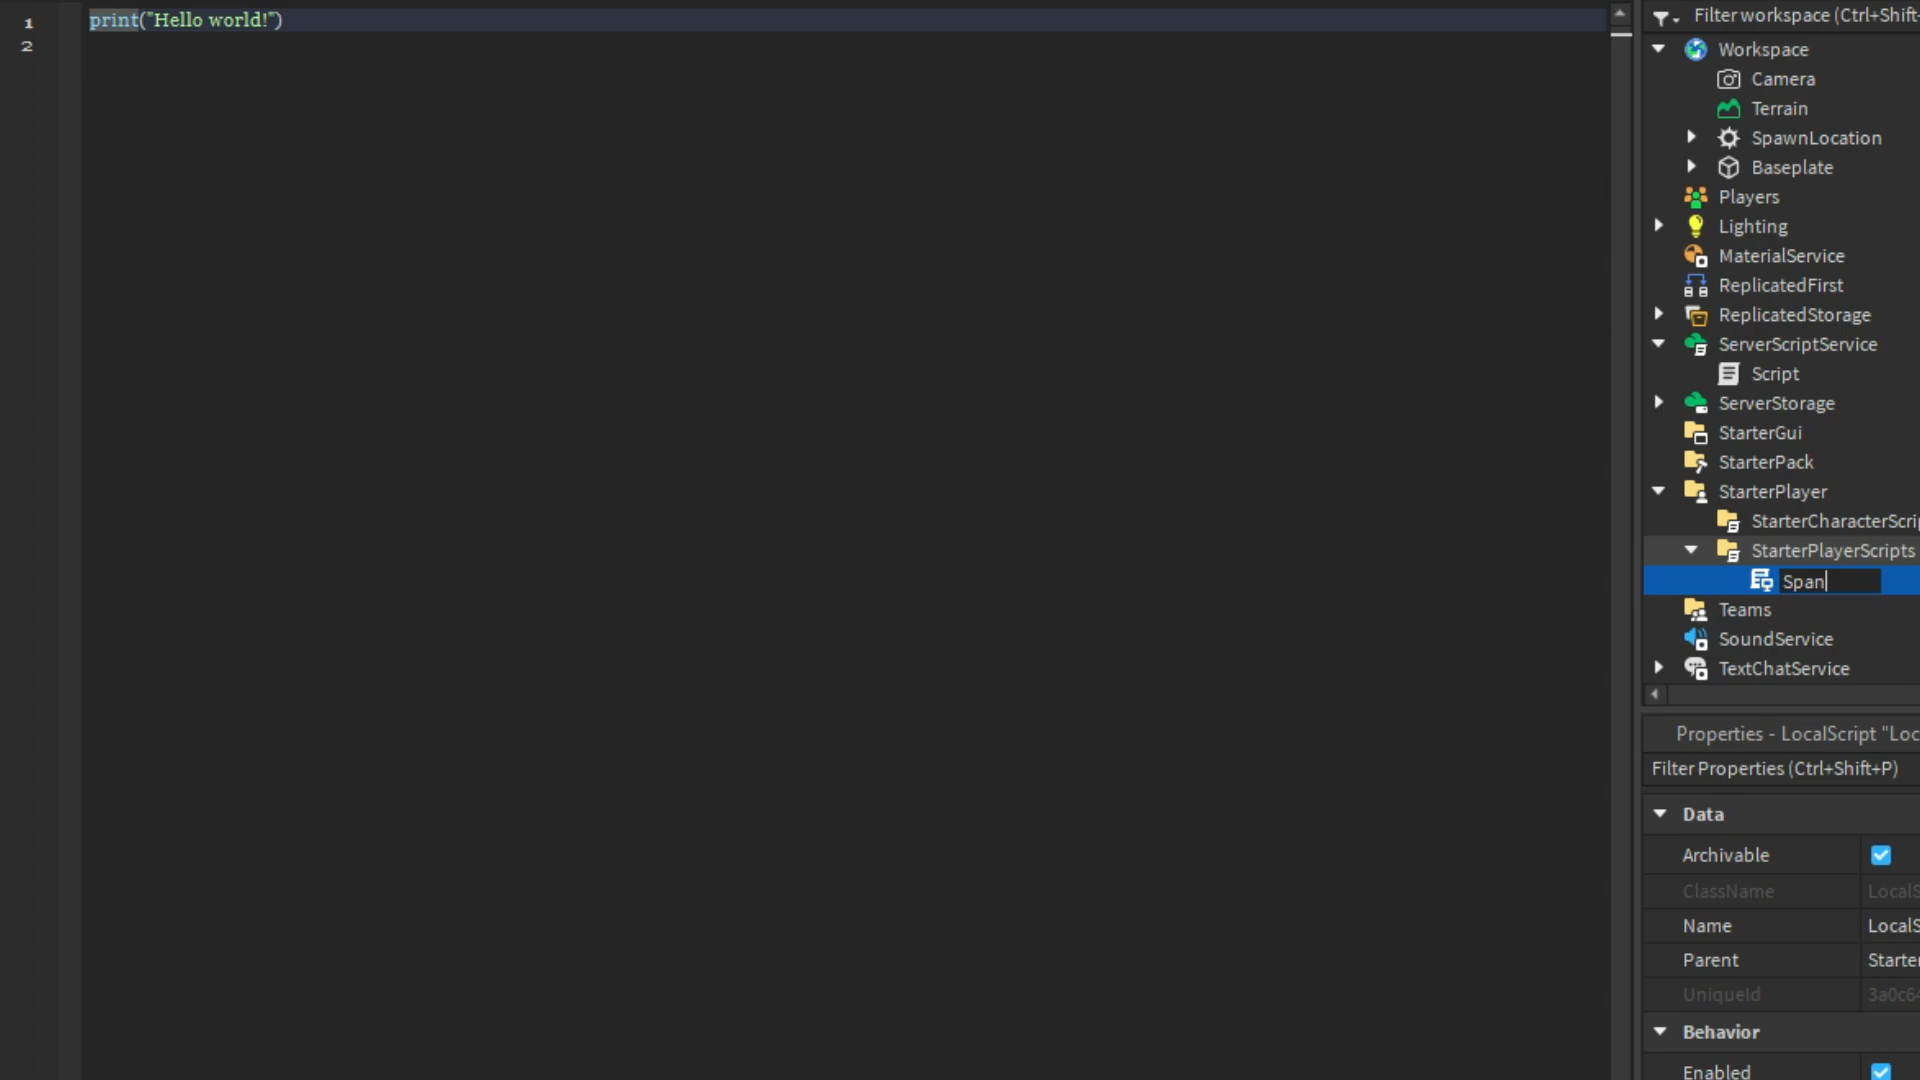 1
print("Hello world!")
2
Filter workspace (Ctrl+Shift-
Workspace
Camera
Terrain
SpawnLocation
Baseplate
Players
Lighting
MaterialService
ReplicatedFirst
ReplicatedStorage
ServerScriptService
Script
ServerStorage
StarterGui
StarterPack
StarterPlayer
StarterCharacterScri
StarterPlayerScripts
Span
Teams
SoundService
TextChatService
Properties - LocalScript "Loc
Filter Properties (Ctrl+Shift+P)
Data
Archivable
ClassName LocalS
Name LocalS
Parent Starter
UniqueId 3a0c64
Behavior
Enabled